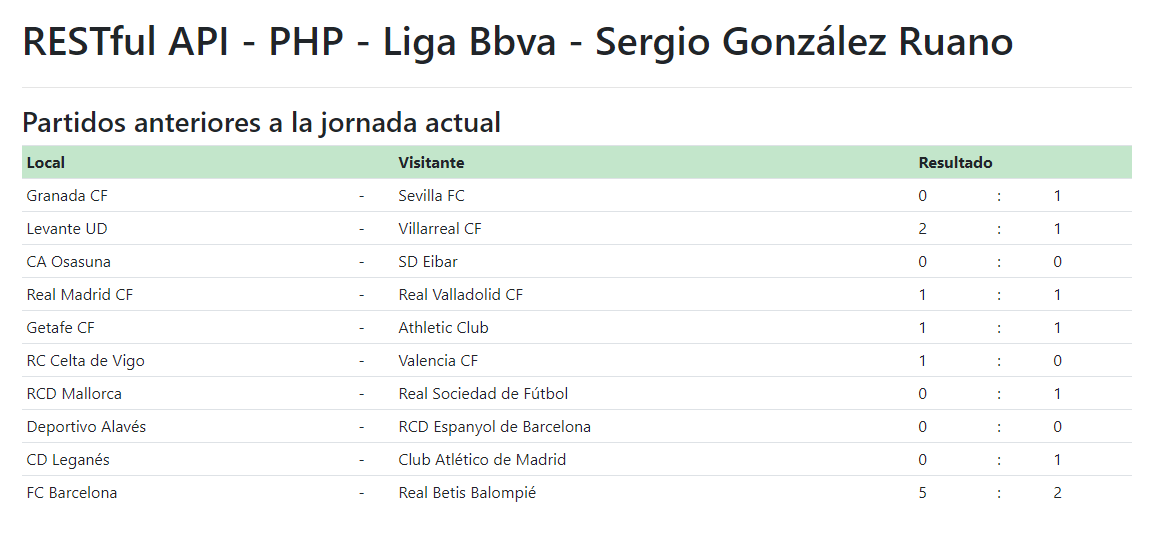 RESTful API - PHP - Liga Bbva - Sergio González Ruano
Partidos anteriores a la jornada actual
Local Visitante Resultado
Granada CF - Sevilla FC 0 : 1
Levante UD - Villarreal CF 2 : 1
CA Osasuna - SD Eibar 0 : 0
Real Madrid CF - Real Valladolid CF 1 : 1
Getafe CF - Athletic Club 1 : 1
RC Celta de Vigo - Valencia CF 1 : 0
RCD Mallorca - Real Sociedad de Fútbol 0 : 1
Deportivo Alavés - RCD Espanyol de Barcelona 0 : 0
CD Leganés - Club Atlético de Madrid 0 : 1
FC Barcelona - Real Betis Balompié 5 : 2